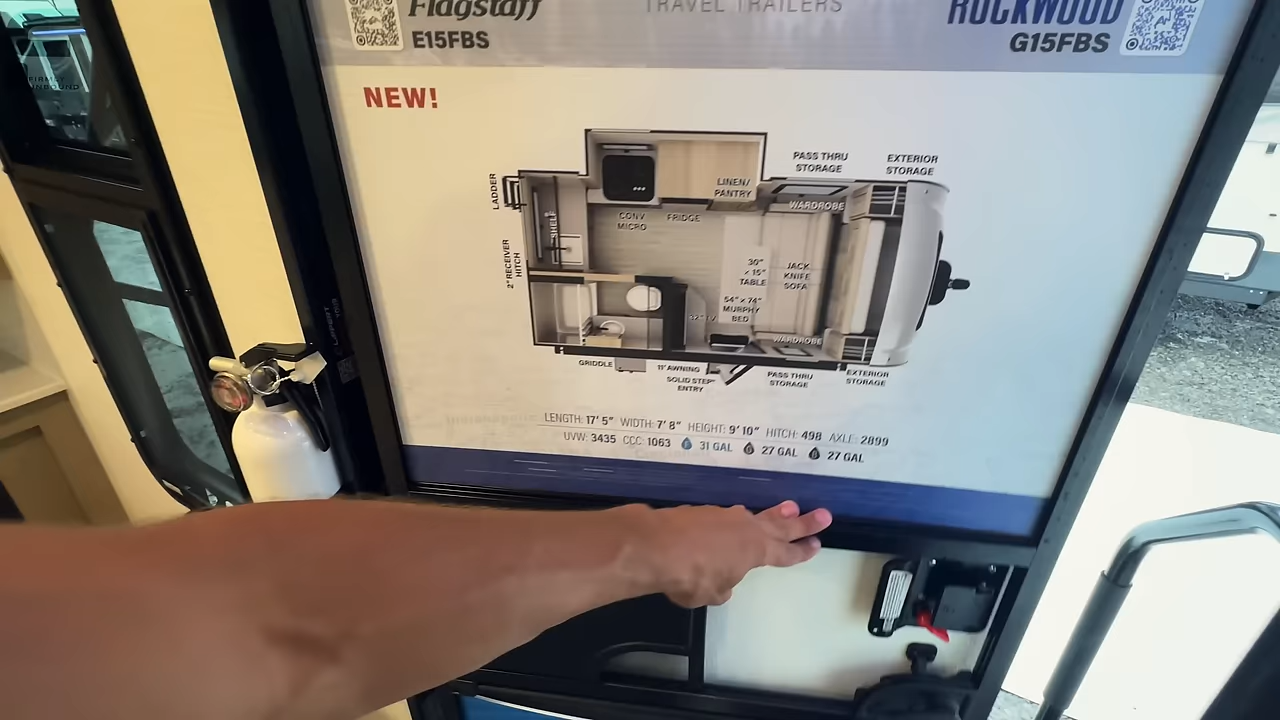 Flagstaff
E15FBS
TRAVEL TRAILERS
ROCKWOOD
G15FBS
NEW!
PASS THRU
STORAGE
EXTERIOR
STORAGE
LADDER
LINEN/
PANTRY
WARDROBE
SHELF
CONV
MICRO
FRIDGE
2" RECEIVER
HITCH
30"
X 15"
TABLE
JACK
KNIFE
SOFA
54" x 74"
MURPHY
BED
32" TV
WARDROBE
GRIDDLE
11' AWNING
SOLID STEP
ENTRY
PASS THRU
STORAGE
EXTERIOR
STORAGE
LENGTH: 17' 5" WIDTH: 7' 8" HEIGHT: 9' 10" HITCH: 498 AXLE: 2899
UVW: 3435 CCC: 1063 31 GAL 27 GAL 27 GAL